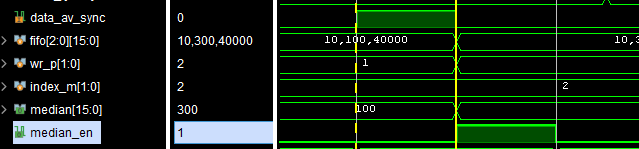 data_av_sync 0
fifo[2:0][15:0] 10,300,40000 10,100,40000 10,3
wr_p[1:0] 2 1
index_m[1:0] 2 2
median[15:0] 300 100
median_en 1